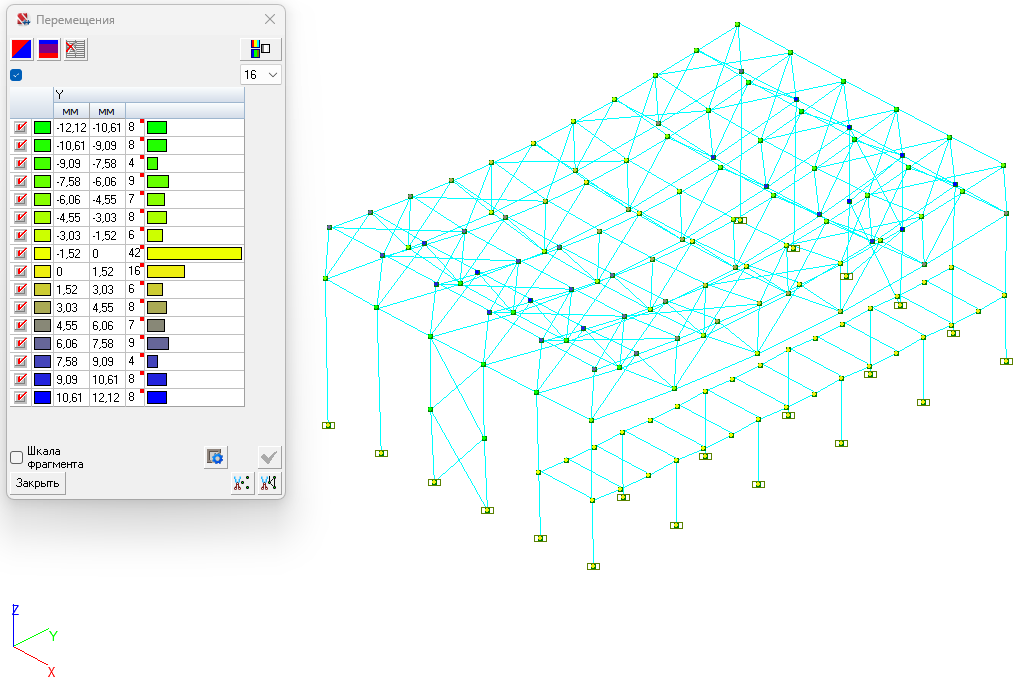 Перемещения
16
Y
мм мм
-12,12 -10,61 8
-10,61 -9,09 8
-9,09 -7,58 4
-7,58 -6,06 9
-6,06 -4,55 7
-4,55 -3,03 8
-3,03 -1,52 6
-1,52 0 42
0 1,52 16
1,52 3,03 6
3,03 4,55 8
4,55 6,06 7
6,06 7,58 9
7,58 9,09 4
9,09 10,61 8
10,61 12,12 8
Шкала
фрагмента
Закрыть
Z
Y
X